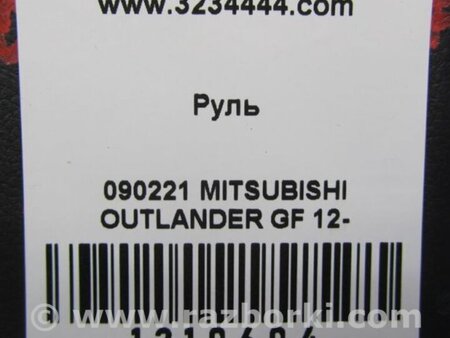 www.3234444.com
Руль
090221 MITSUBISHI
OUTLANDER GF 12-
© www.razborki.com